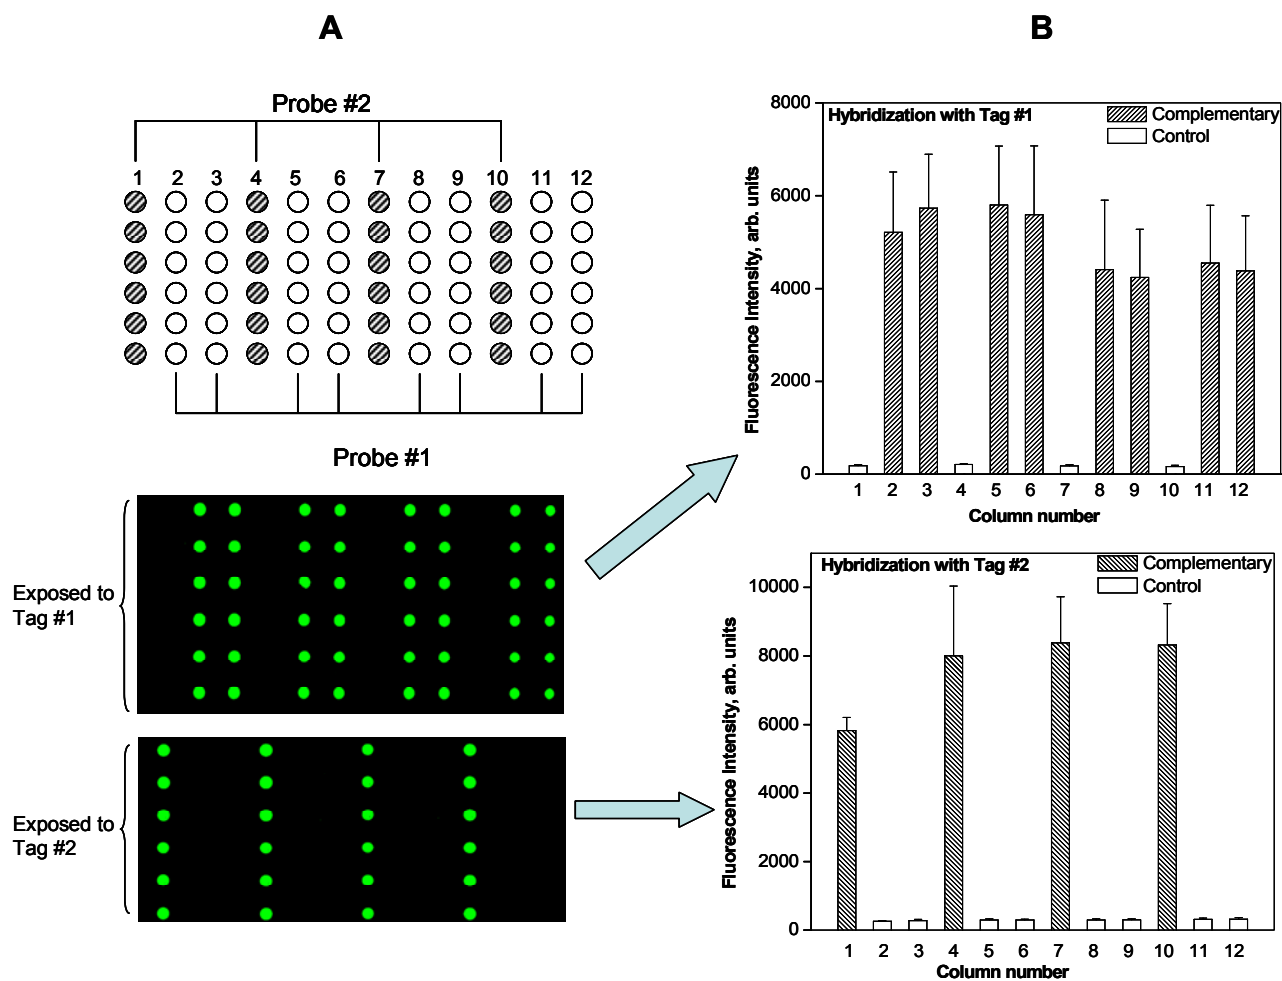 A
Probe #2
1 2 3 4 5 6 7 8 9 10 11 12
Probe #1
Exposed to
Tag #1
Exposed to
Tag #2
B
Hybridization with Tag #1
Complementary
Control
8000
6000
4000
2000
0
Fluorescence Intensity, arb. units
1 2 3 4 5 6 7 8 9 10 11 12
Column number
Hybridization with Tag #2
Complementary
Control
10000
8000
6000
4000
2000
0
Fluorescence Intensity, arb. units
1 2 3 4 5 6 7 8 9 10 11 12
Column number